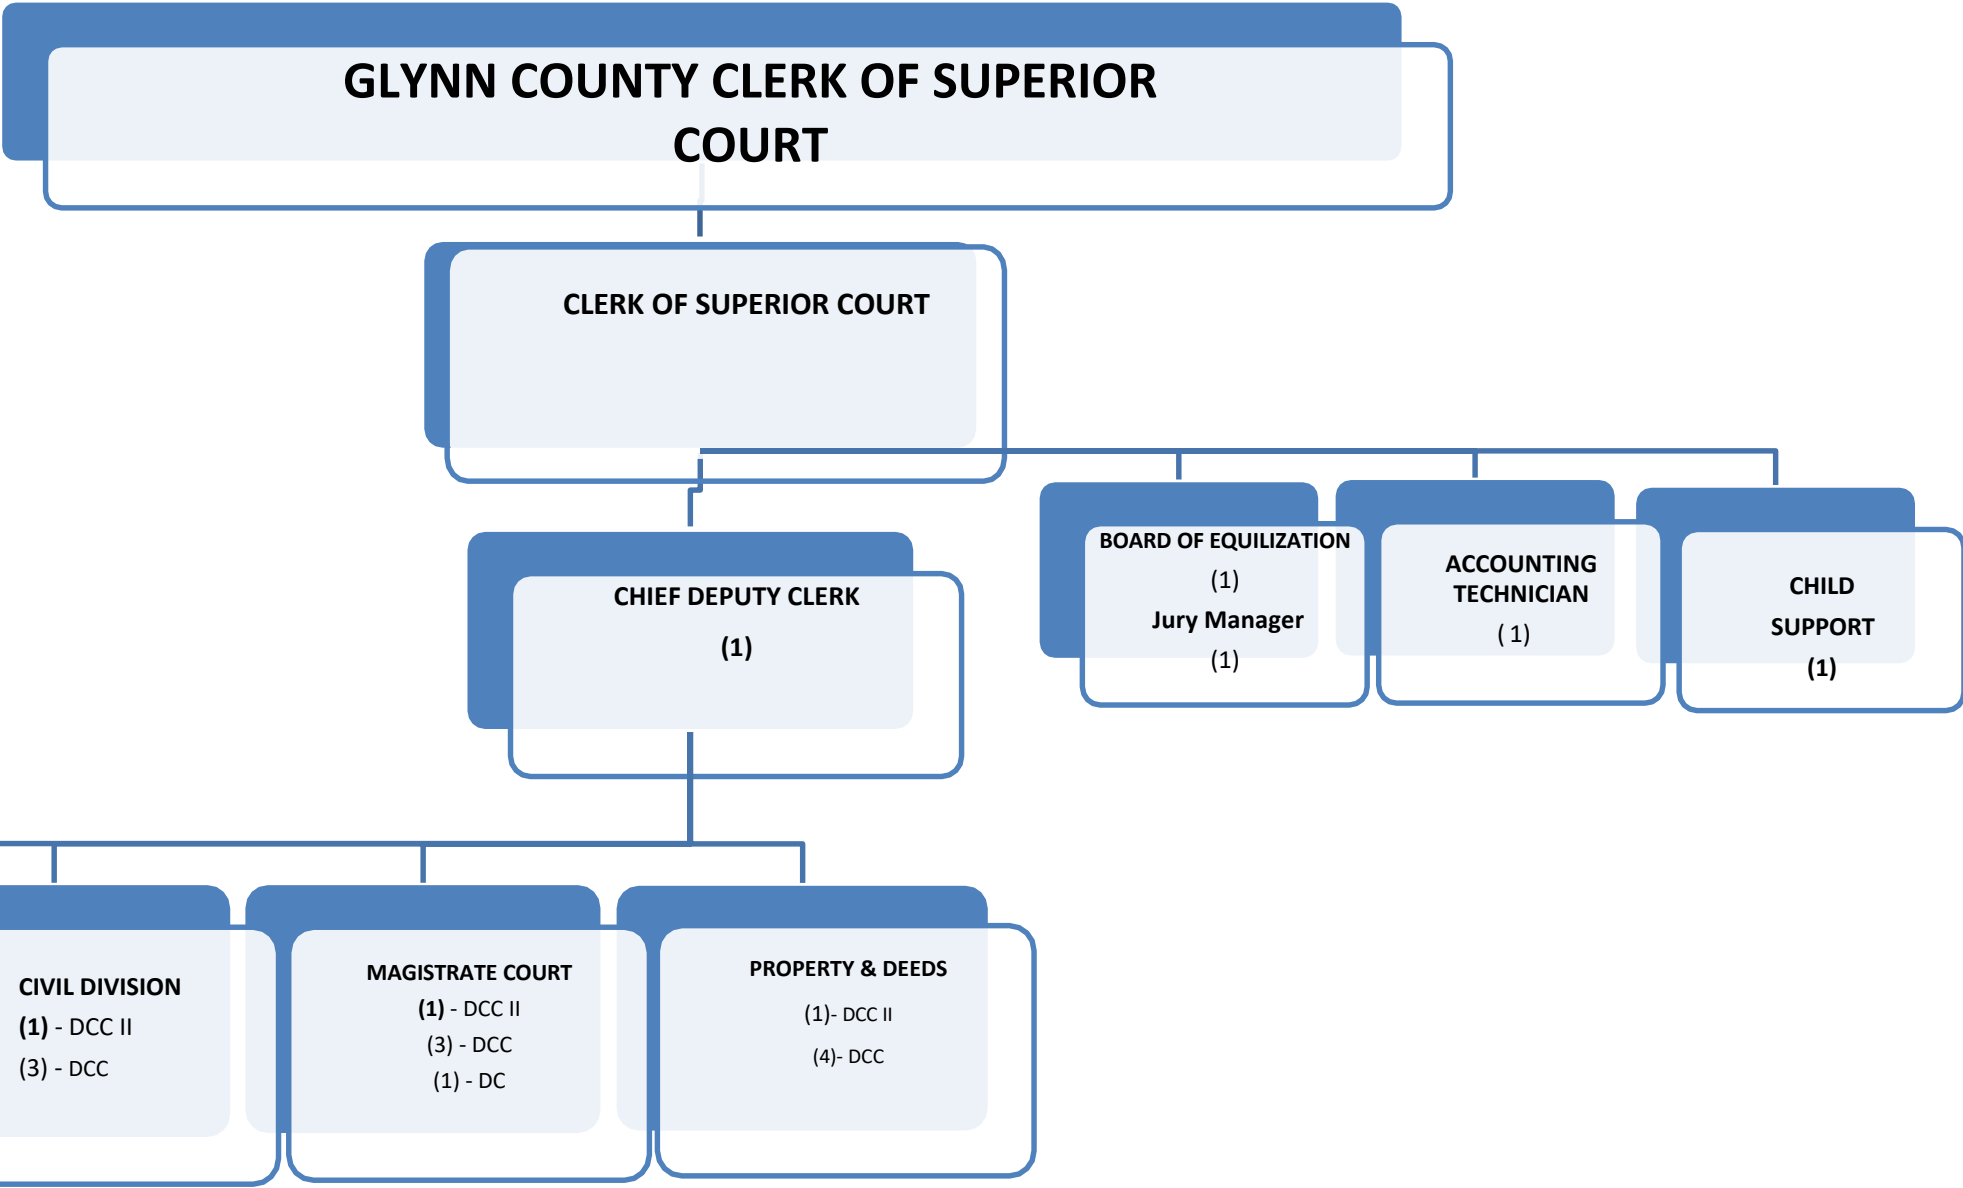 GLYNN COUNTY CLERK OF SUPERIOR
COURT
CLERK OF SUPERIOR COURT
CHIEF DEPUTY CLERK
(1)
BOARD OF EQUILIZATION
(1)
Jury Manager
(1)
ACCOUNTING
TECHNICIAN
( 1)
CHILD
SUPPORT
(1)
CIVIL DIVISION
(1) - DCC II
(3) - DCC
MAGISTRATE COURT
(1) - DCC II
(3) - DCC
(1) - DC
PROPERTY & DEEDS
(1)- DCC II
(4)- DCC